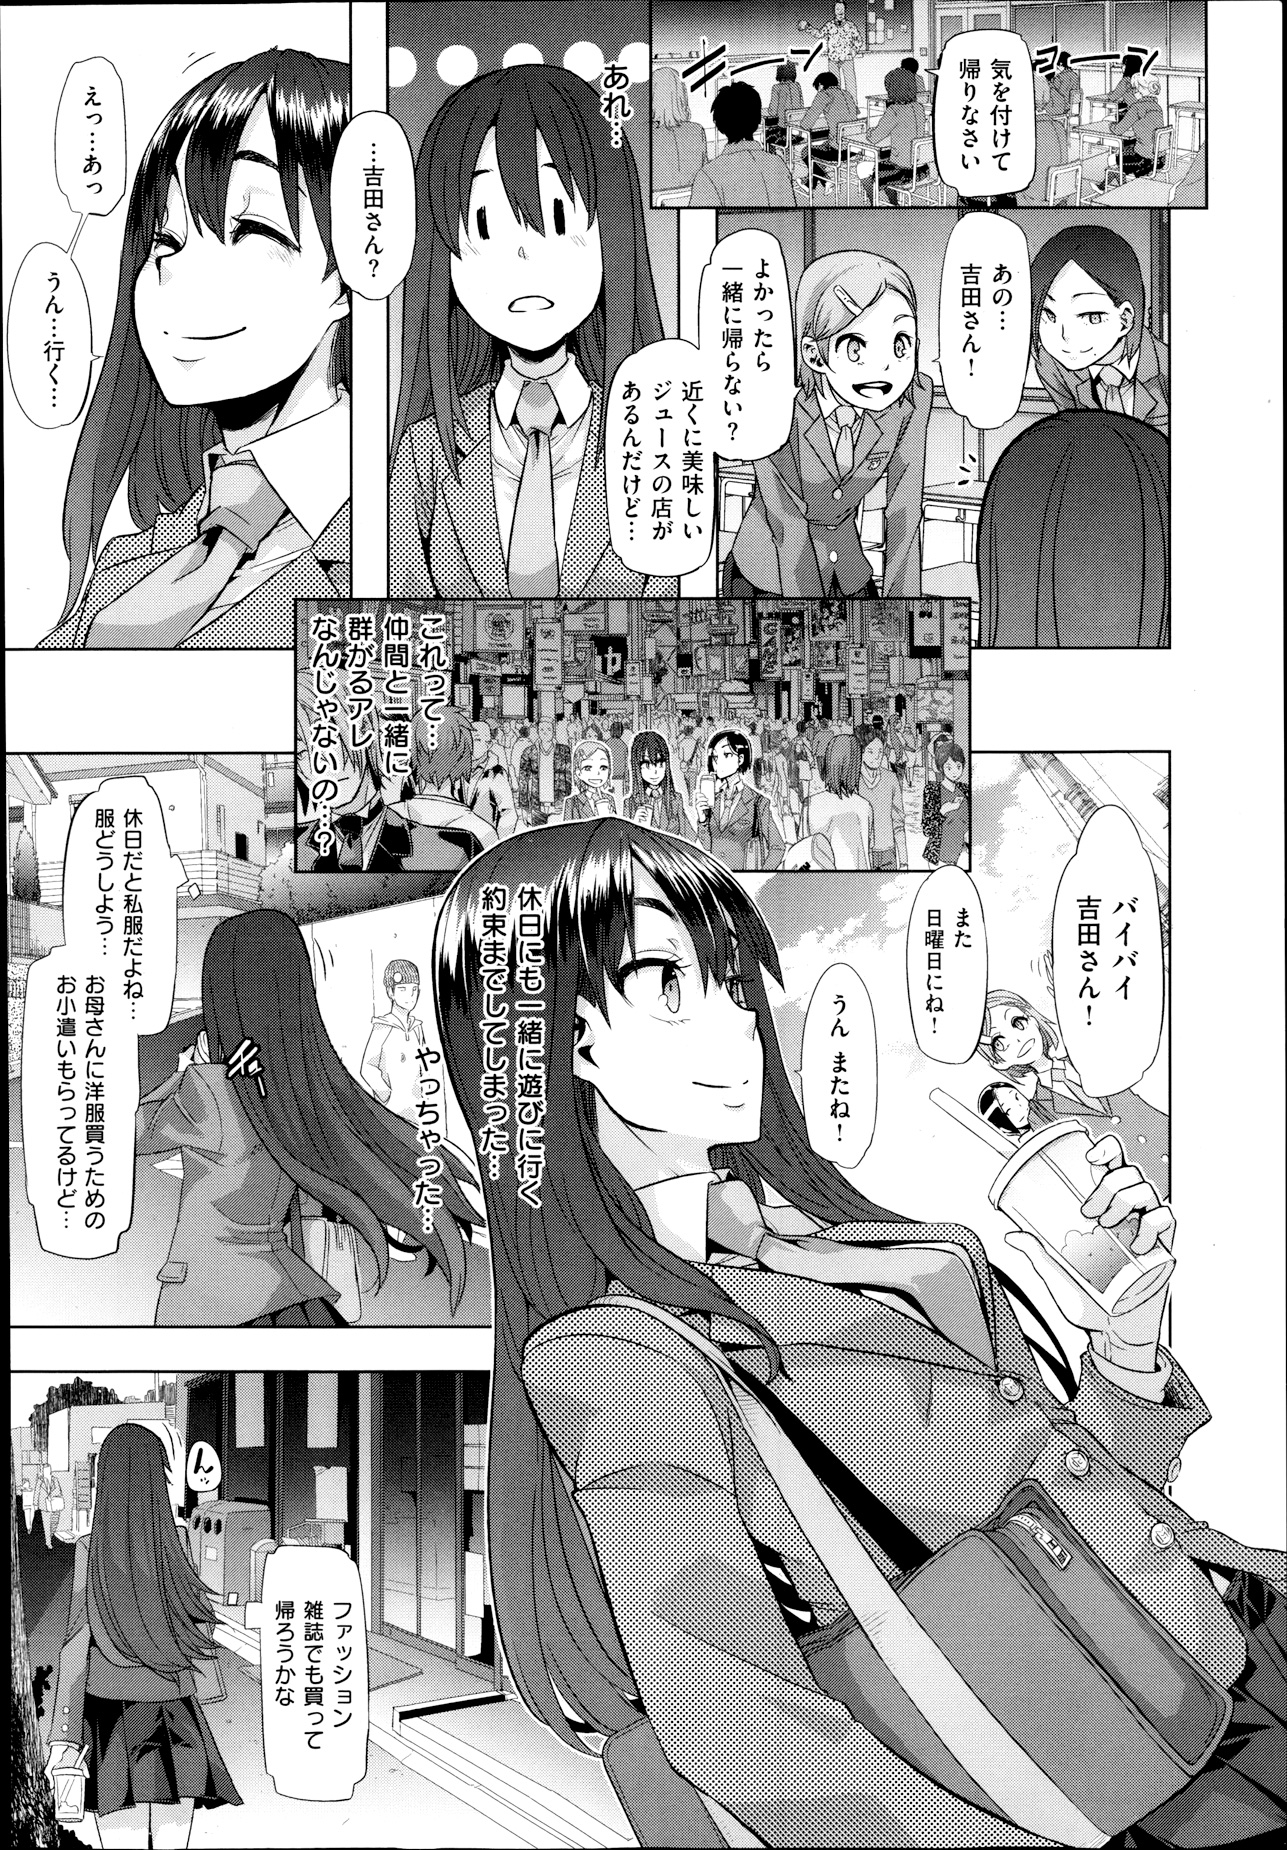 キーン
コーン
気を付けて
帰りなさい
あの…
吉田さん！
よかったら
一緒に帰らない？
近くに美味しい
ジュースの店が
あるんだけど…
あれ…
…吉田さん？
えっ…あっ
うん…行く…
これって…
仲間と一緒に
群がるアレ
なんじゃないの…？
バイバイ
吉田さん！
また
日曜日にね！
うん またね！
休日にも一緒に遊びに行く
約束までしてしまった…
やっちゃった…
休日だと私服だよね…
服どうしよう…
お母さんに洋服買うための
お小遣いもらってるけど…
んッ
ファッション
雑誌でも買って
帰ろうかな